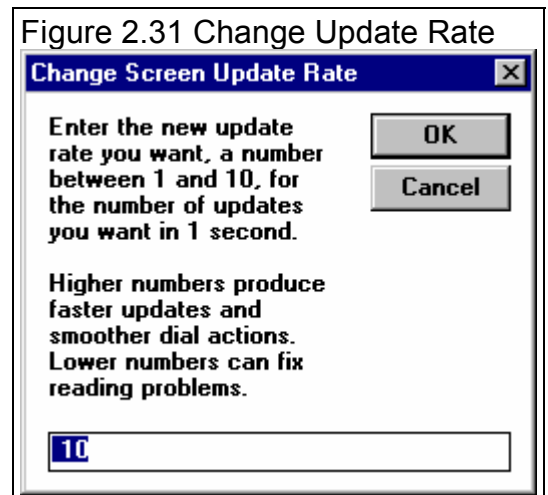 Figure 2.31 Change Update Rate
Change Screen Update Rate
Enter the new update
rate you want, a number
between 1 and 10, for
the number of updates
you want in 1 second.
Higher numbers produce
faster updates and
smoother dial actions.
Lower numbers can fix
reading problems.
OK
Cancel
10